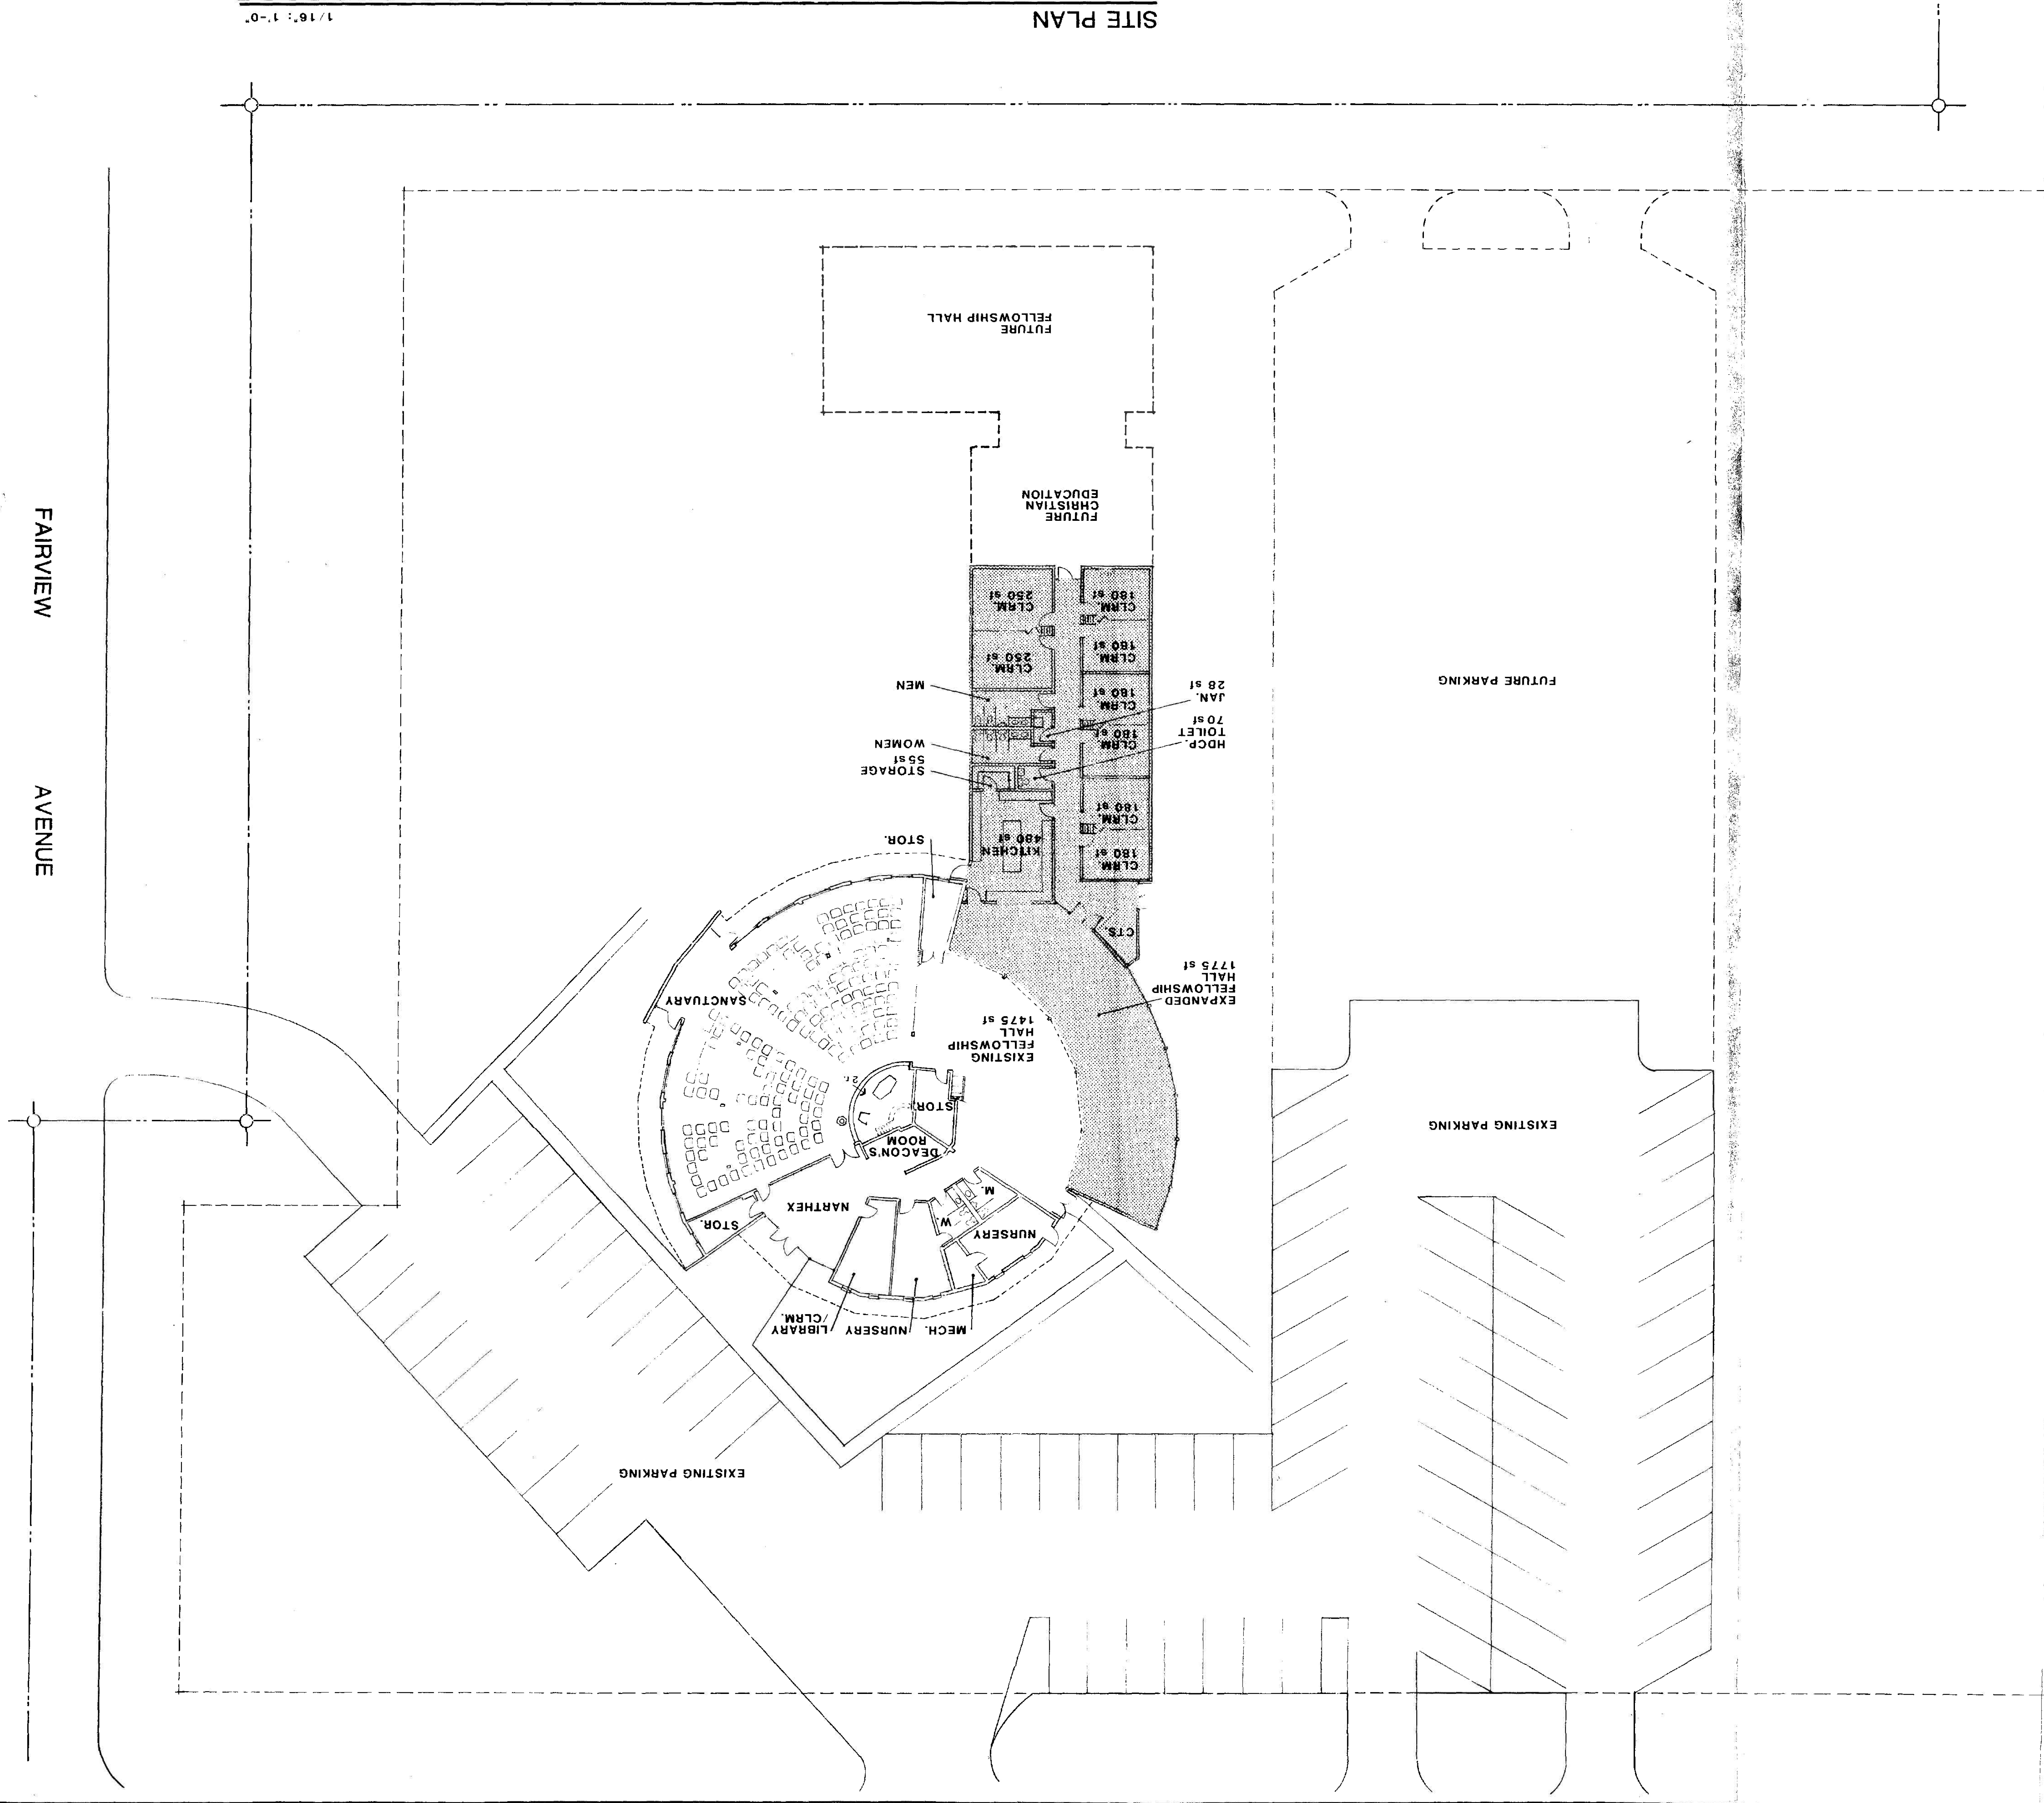 SITE PLAN
1/16": 1'-0"
FAIRVIEW AVENUE
FUTURE
FELLOWSHIP HALL
FUTURE
CHRISTIAN
EDUCATION
CLRM.
250 sf
CLRM.
250 sf
CLRM.
180 sf
CLRM.
180 sf
CLRM.
180 sf
CLRM.
180 sf
CLRM.
180 sf
CLRM.
180 sf
MEN
WOMEN
STORAGE
55 sf
JAN.
28 sf
HDCP.
TOILET
70 sf
KITCHEN
480 sf
STOR.
CTS.
EXPANDED
FELLOWSHIP
HALL
1775 sf
EXISTING
FELLOWSHIP
HALL
1475 sf
SANCTUARY
STOR.
DEACON'S
ROOM
NARTHEX
STOR.
M.
W.
NURSERY
MECH.
NURSERY
LIBRARY
/CLRM.
FUTURE PARKING
EXISTING PARKING
EXISTING PARKING